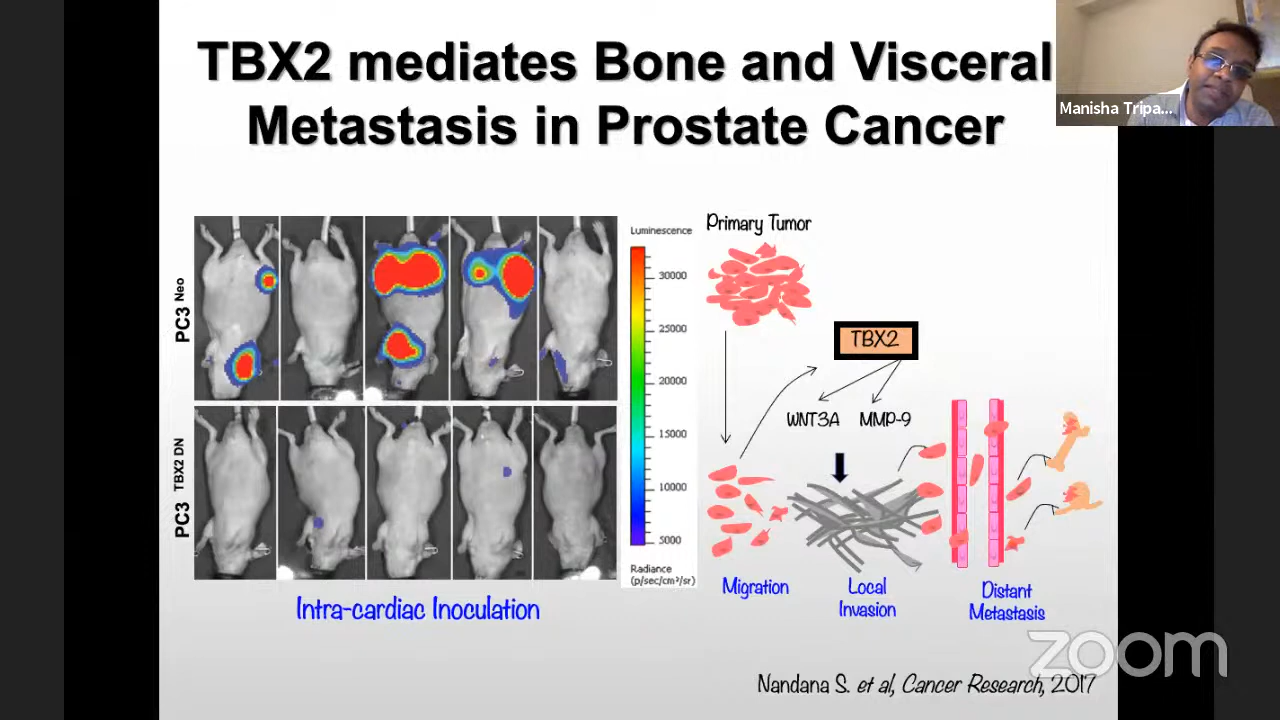 TBX2 mediates Bone and Visceral
Metastasis in Prostate Cancer
Manisha Tripa...
PC3 Neo
PC3 TBX2 DN
Intra-cardiac Inoculation
Luminescence
30000
25000
20000
15000
10000
5000
Radiance
(p/sec/cm²/sr)
Primary Tumor
TBX2
WNT3A MMP-9
Migration
Local
Invasion
Distant
Metastasis
zoom
Nandana S. et al, Cancer Research, 2017